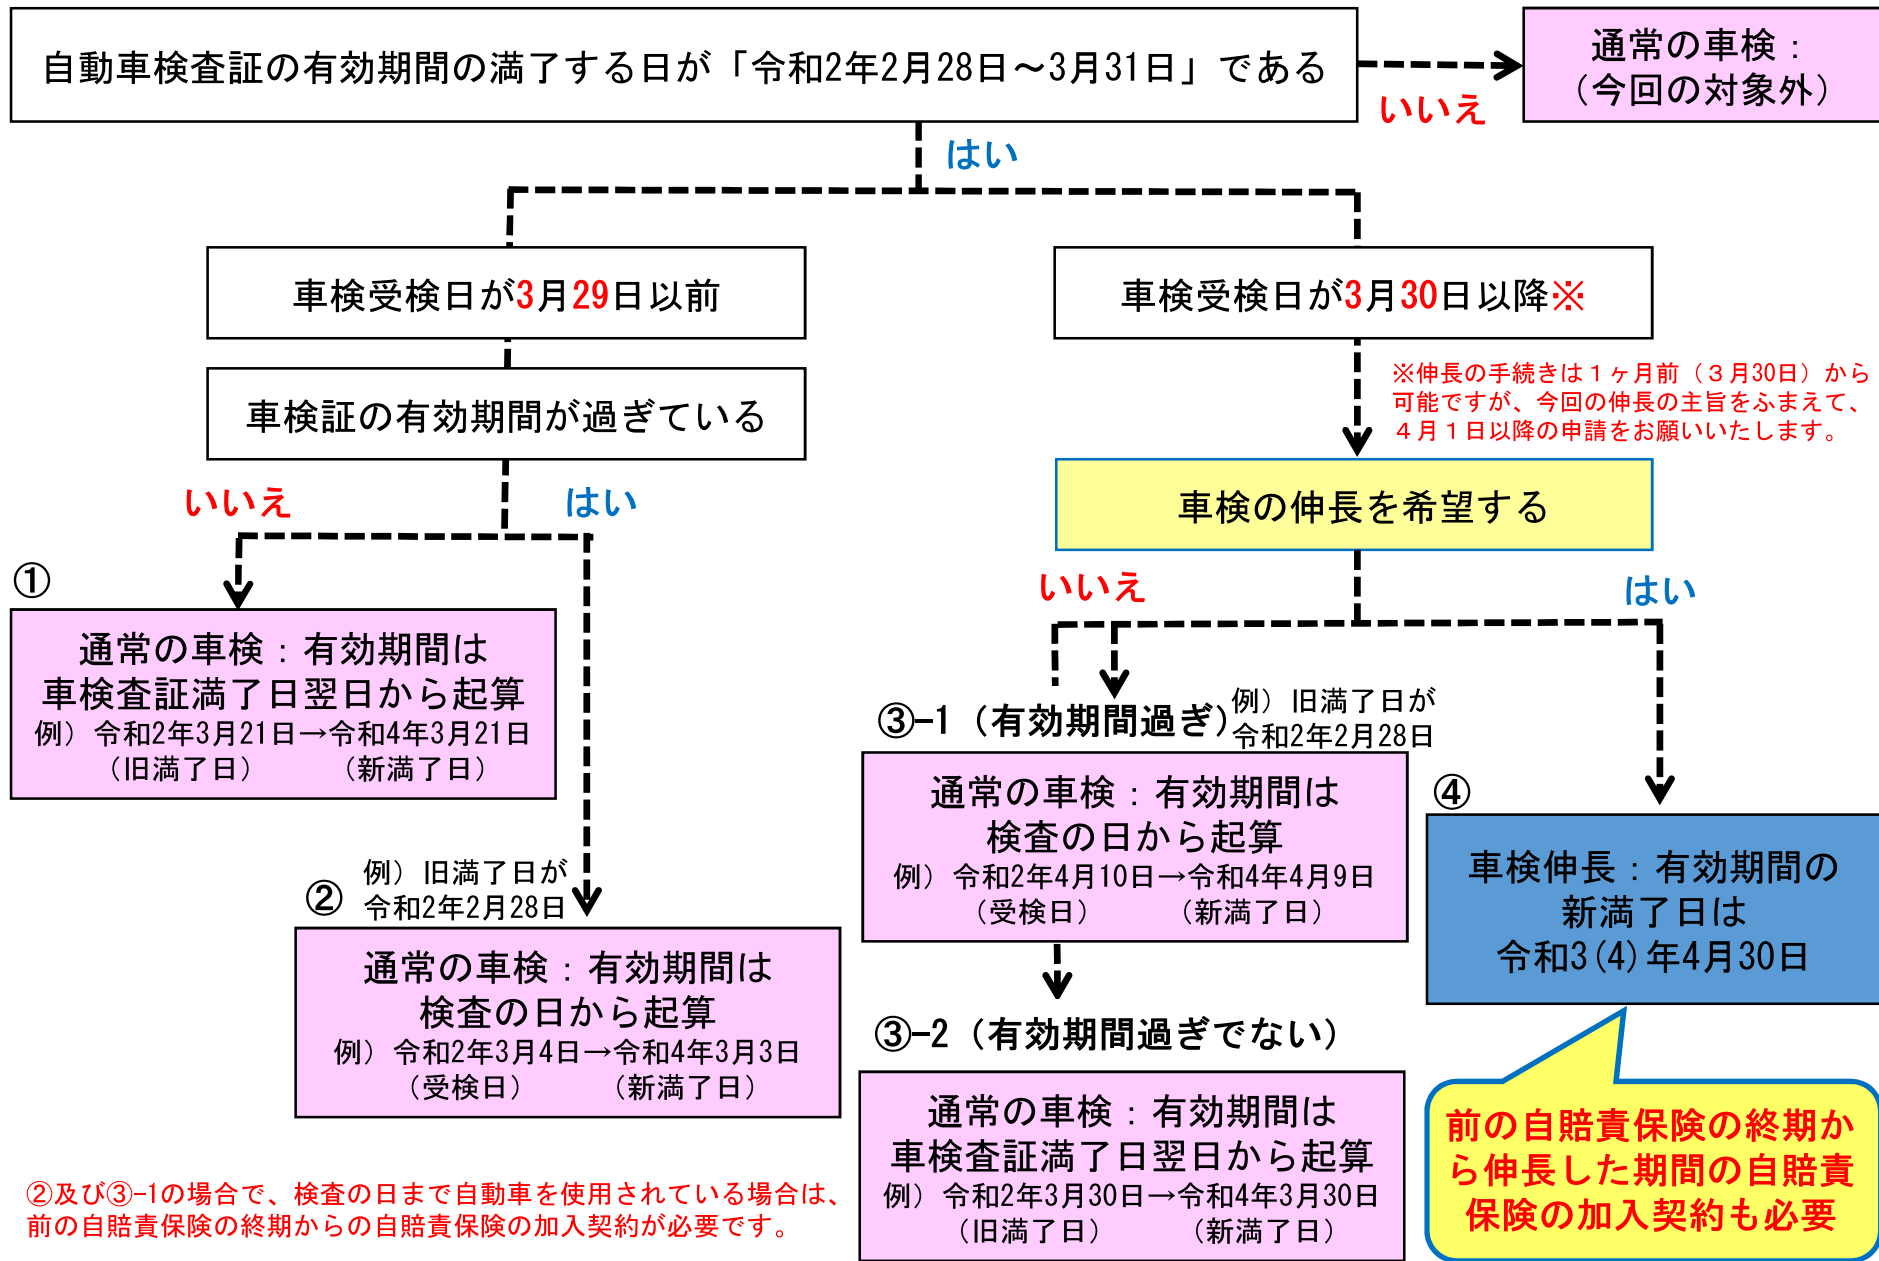 自動車検査証の有効期間の満了する日が「令和2年2月28日～3月31日」である
通常の車検：
（今回の対象外）
いいえ
はい
車検受検日が3月29日以前
車検受検日が3月30日以降※
※伸長の手続きは１ヶ月前（３月30日）から
可能ですが、今回の伸長の主旨をふまえて、
４月１日以降の申請をお願いいたします。
車検証の有効期間が過ぎている
車検の伸長を希望する
いいえ
はい
いいえ
はい
①
通常の車検：有効期間は
車検査証満了日翌日から起算
例）令和2年3月21日→令和4年3月21日
（旧満了日）　（新満了日）
②
例）旧満了日が
令和2年2月28日
通常の車検：有効期間は
検査の日から起算
例）令和2年3月4日→令和4年3月3日
（受検日）　（新満了日）
③-1（有効期間過ぎ）
例）旧満了日が
令和2年2月28日
通常の車検：有効期間は
検査の日から起算
例）令和2年4月10日→令和4年4月9日
（受検日）　（新満了日）
③-2（有効期間過ぎでない）
通常の車検：有効期間は
車検査証満了日翌日から起算
例）令和2年3月30日→令和4年3月30日
（旧満了日）　（新満了日）
④
車検伸長：有効期間の
新満了日は
令和3(4)年4月30日
前の自賠責保険の終期か
ら伸長した期間の自賠責
保険の加入契約も必要
②及び③-1の場合で、検査の日まで自動車を使用されている場合は、
前の自賠責保険の終期からの自賠責保険の加入契約が必要です。